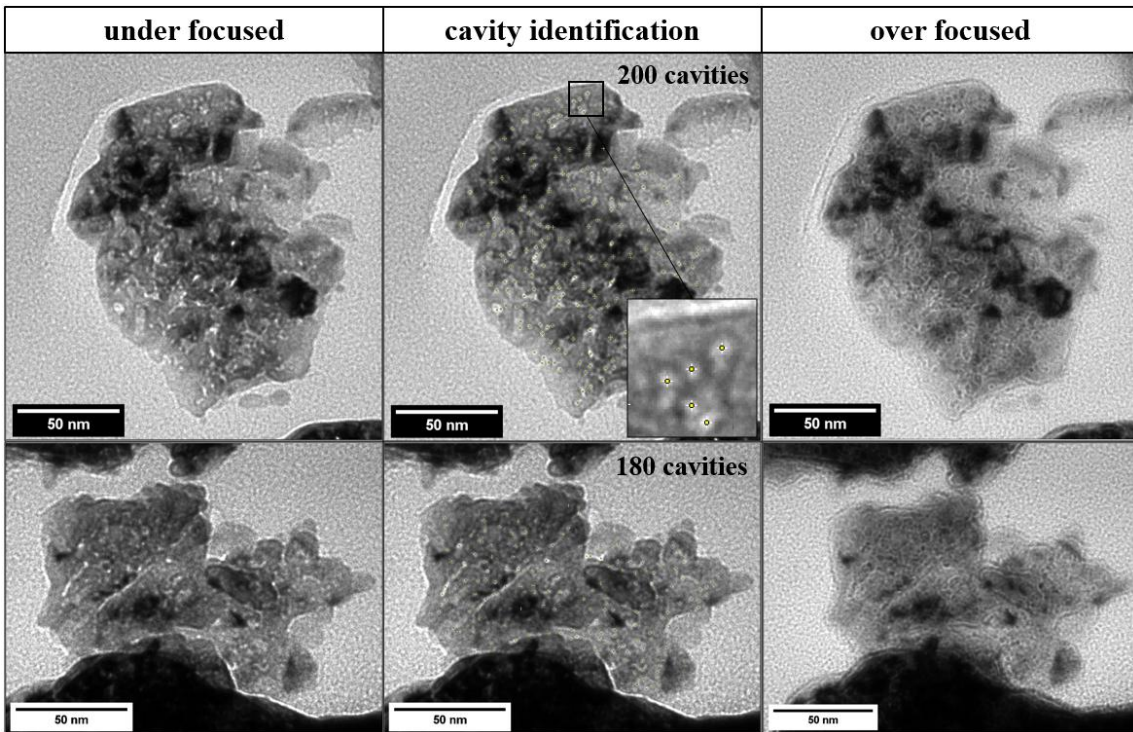 under focused
cavity identification
over focused
200 cavities
50 nm
50 nm
50 nm
180 cavities
50 nm
50 nm
50 nm